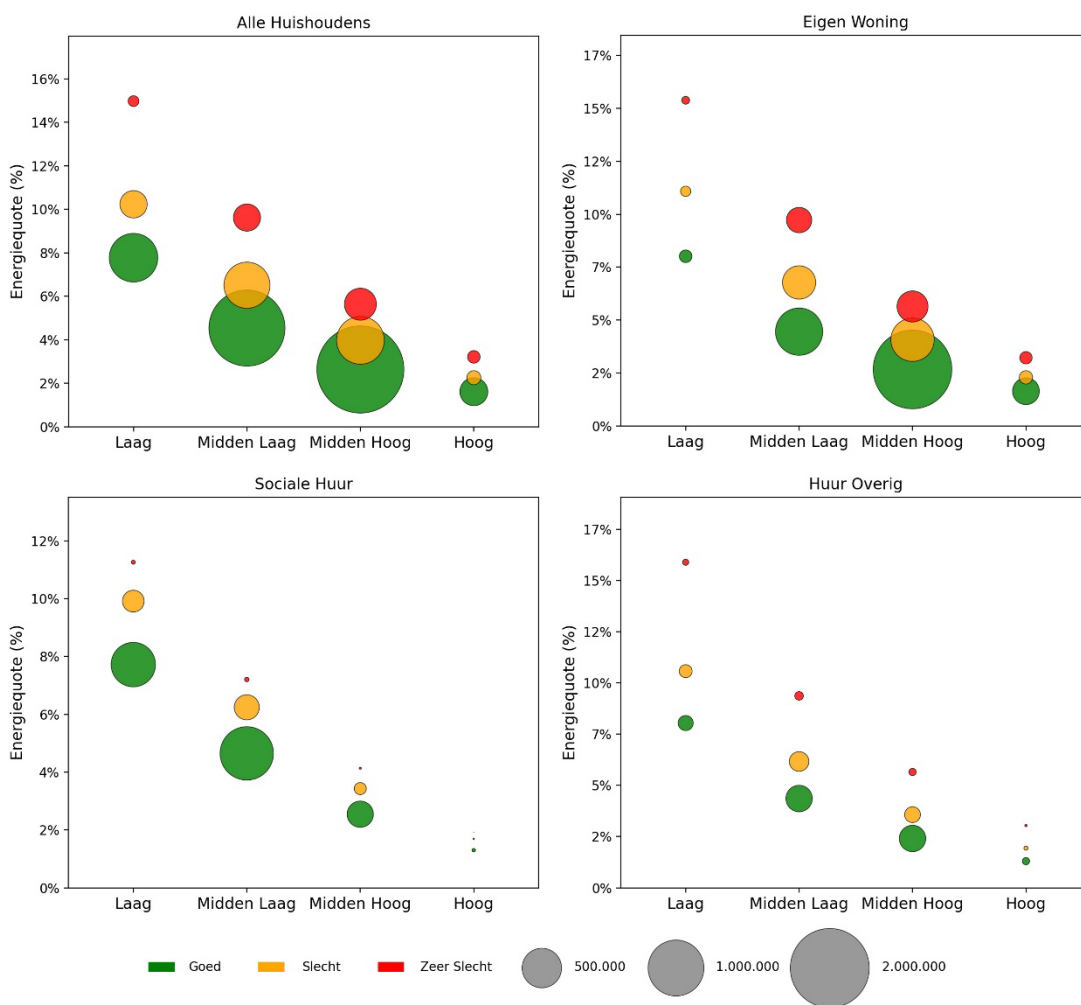 Alle Huishoudens
Energiequote (%)
16%
14%
12%
10%
8%
6%
4%
2%
0%
Laag
Midden Laag
Midden Hoog
Hoog
Eigen Woning
Energiequote (%)
17%
15%
12%
10%
7%
5%
2%
0%
Laag
Midden Laag
Midden Hoog
Hoog
Sociale Huur
Energiequote (%)
12%
10%
8%
6%
4%
2%
0%
Laag
Midden Laag
Midden Hoog
Hoog
Huur Overig
Energiequote (%)
17%
15%
12%
10%
7%
5%
2%
0%
Laag
Midden Laag
Midden Hoog
Hoog
Goed
Slecht
Zeer Slecht
500.000
1.000.000
2.000.000